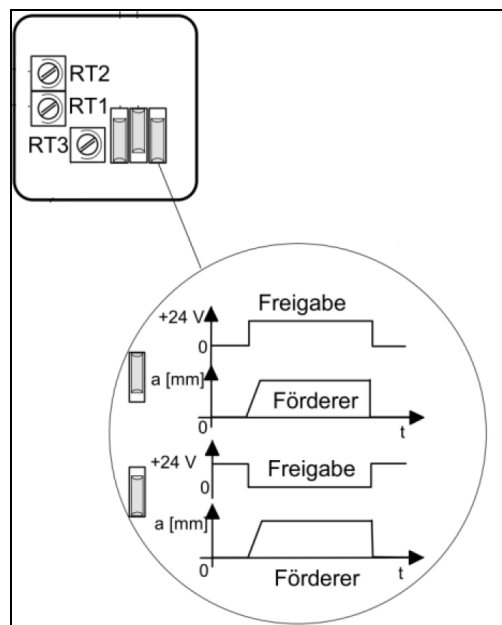 RT2
RT1
RT3
Freigabe
+24 V
0
a [mm]
Förderer
0
t
+24 V
Freigabe
0
a [mm]
0
Förderer
t